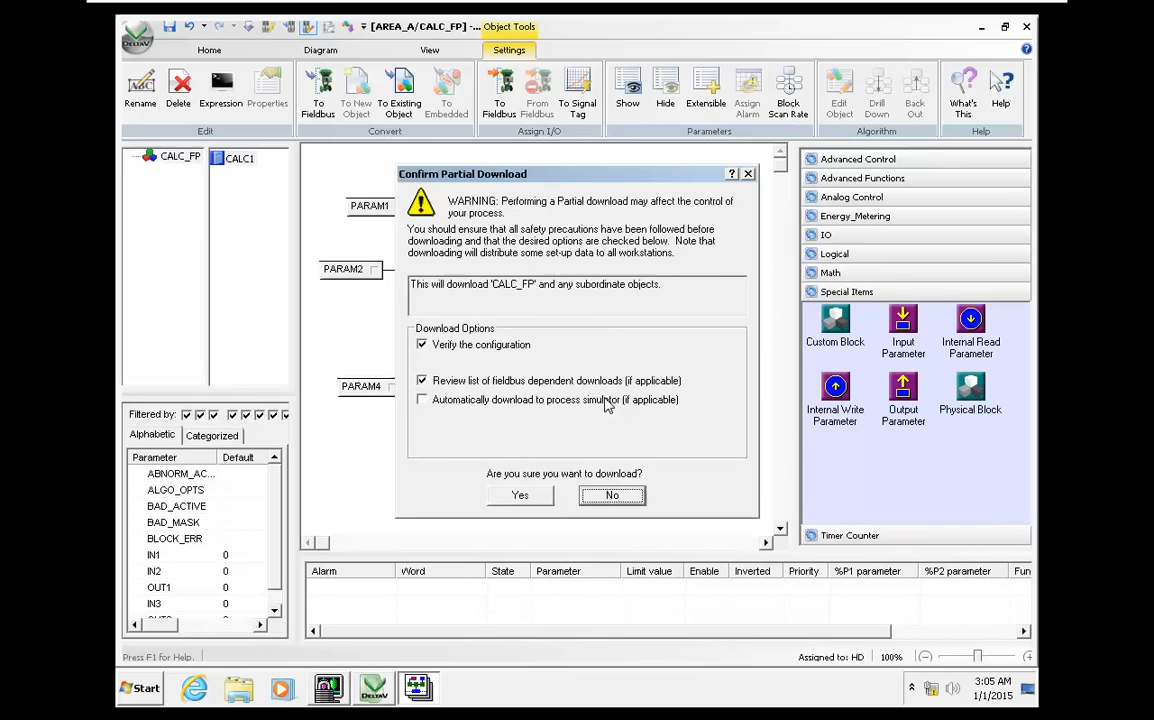 [AREA_A/CALC_FP] -...
Object Tools
DELTAV
Home
Diagram
View
Settings
Rename
Delete
Expression
Properties
To Fieldbus
To New Object
To Existing Object
To Embedded
To Fieldbus
From Fieldbus
To Signal Tag
Show
Hide
Extensible
Assign Alarm
Block Scan Rate
Edit Object
Drill Down
Back Out
What's This
Help
Edit
Convert
Assign I/O
Parameters
Algorithm
Help
CALC_FP
CALC1
PARAM1
PARAM2
PARAM4
Confirm Partial Download
WARNING: Performing a Partial download may affect the control of
your process.
You should ensure that all safety precautions have been followed before
downloading and that the desired options are checked below. Note that
downloading will distribute some set-up data to all workstations.
This will download 'CALC_FP' and any subordinate objects.
Download Options
Verify the configuration
Review list of fieldbus dependent downloads (if applicable)
Automatically download to process simulator (if applicable)
Are you sure you want to download?
Yes
No
Advanced Control
Advanced Functions
Analog Control
Energy_Metering
IO
Logical
Math
Special Items
Custom Block
Input Parameter
Internal Read Parameter
Internal Write Parameter
Output Parameter
Physical Block
Timer Counter
Filtered by:
Alphabetic
Categorized
Parameter
Default
ABNORM_AC...
ALGO_OPTS
BAD_ACTIVE
BAD_MASK
BLOCK_ERR
IN1 0
IN2 0
OUT1 0
IN3 0
Alarm
Word
State
Parameter
Limit value
Enable
Inverted
Priority
%P1 parameter
%P2 parameter
Fun
Press F1 for Help.
Assigned to: HD
100%
Start
DELTAV
3:05 AM
1/1/2015